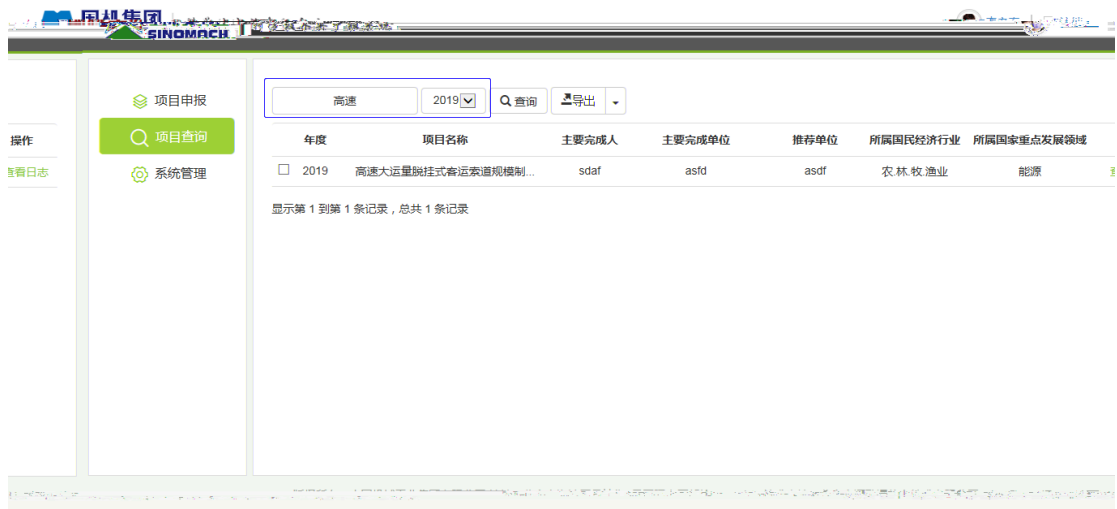 国机集团
SINOMACH
操作
查看日志
项目申报
项目查询
系统管理
高速 2019 查询 导出
年度 项目名称 主要完成人 主要完成单位 推荐单位 所属国民经济行业 所属国家重点发展领域
2019 高速大运量脱挂式客运索道规模制... sdaf asfd asdf 农.林.牧.渔业 能源
显示第 1 到第 1 条记录，总共 1 条记录